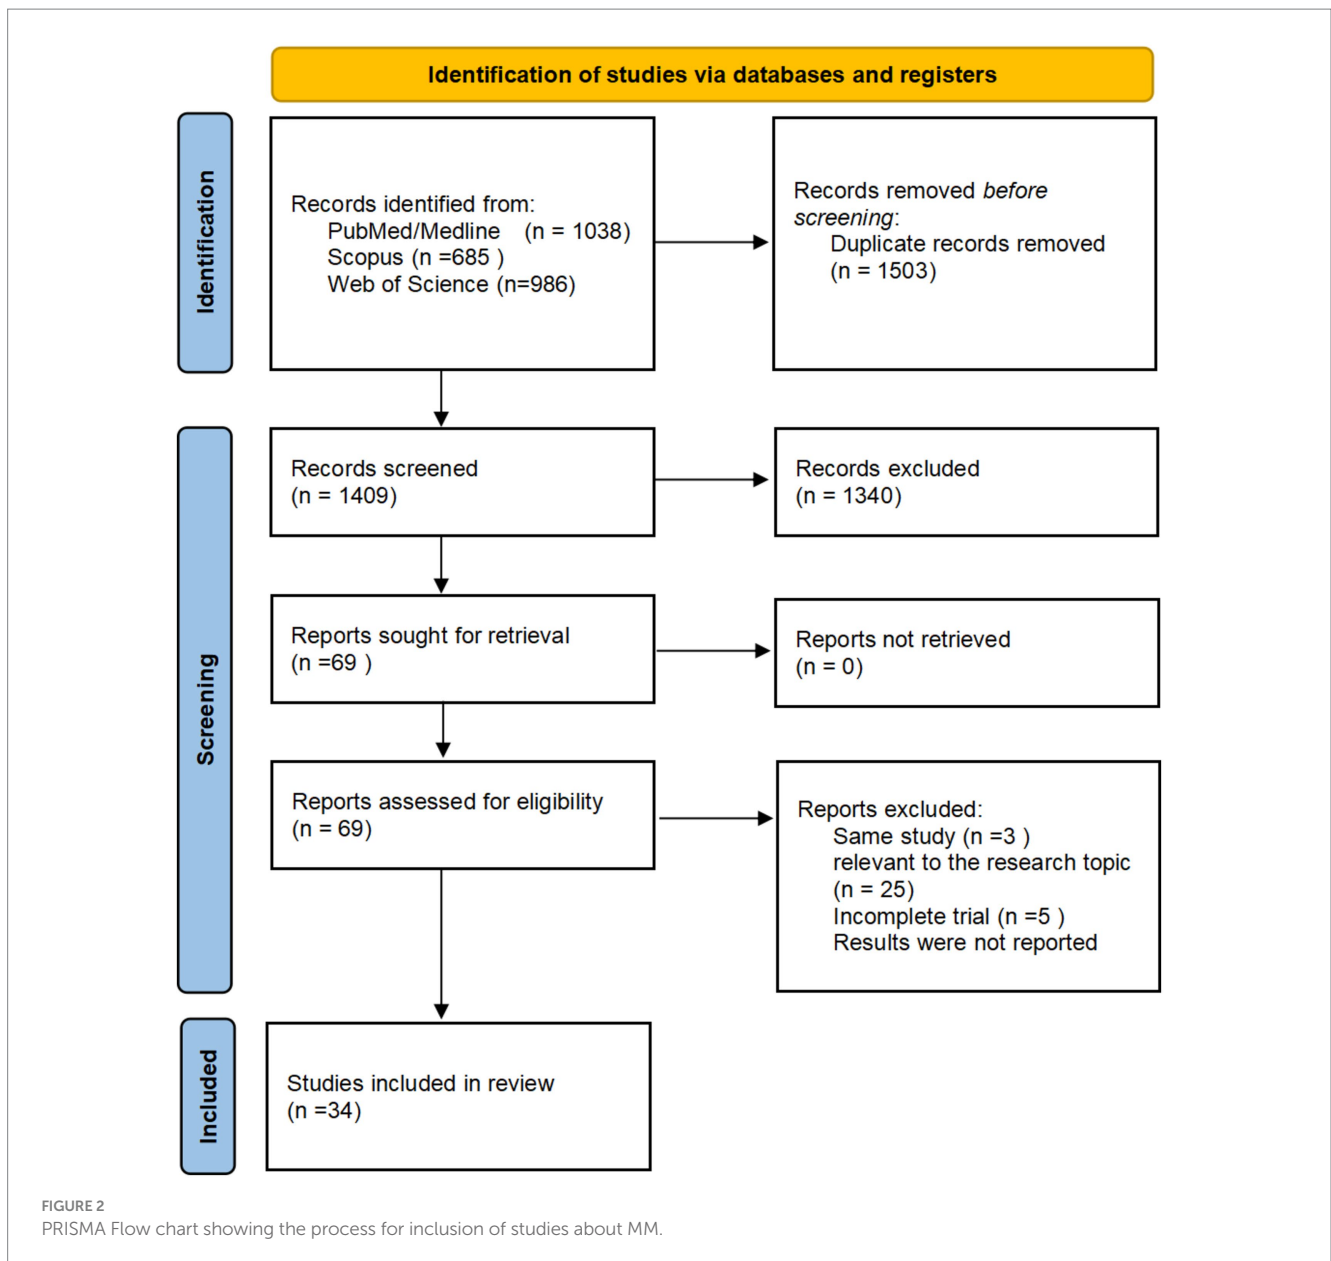 Identification of studies via databases and registers
Identification
Records identified from:
PubMed/Medline (n = 1038)
Scopus (n =685 )
Web of Science (n=986)
Records removed before
screening:
Duplicate records removed
(n = 1503)
Screening
Records screened
(n = 1409)
Records excluded
(n = 1340)
Reports sought for retrieval
(n =69 )
Reports not retrieved
(n = 0)
Reports assessed for eligibility
(n = 69)
Reports excluded:
Same study (n =3 )
relevant to the research topic
(n = 25)
Incomplete trial (n =5 )
Results were not reported
Included
Studies included in review
(n =34)
FIGURE 2
PRISMA Flow chart showing the process for inclusion of studies about MM.